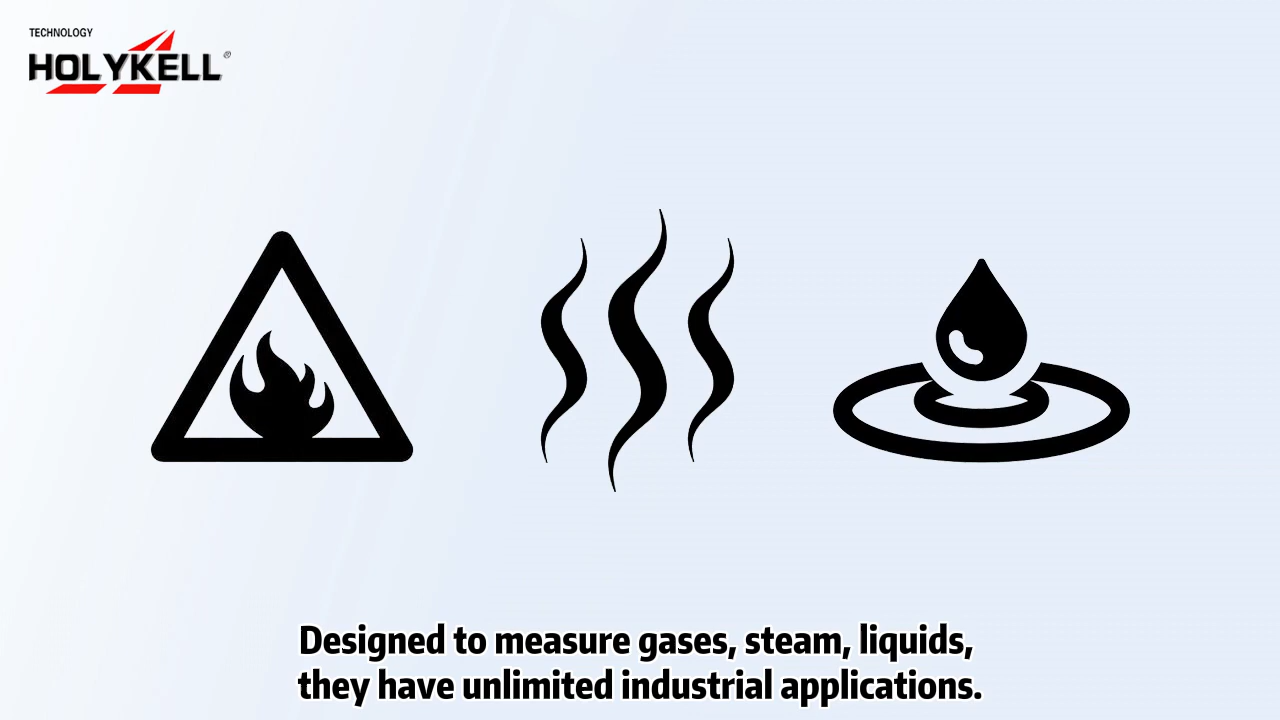 TECHNOLOGY
HOLYKELL®
Designed to measure gases, steam, liquids,
they have unlimited industrial applications.